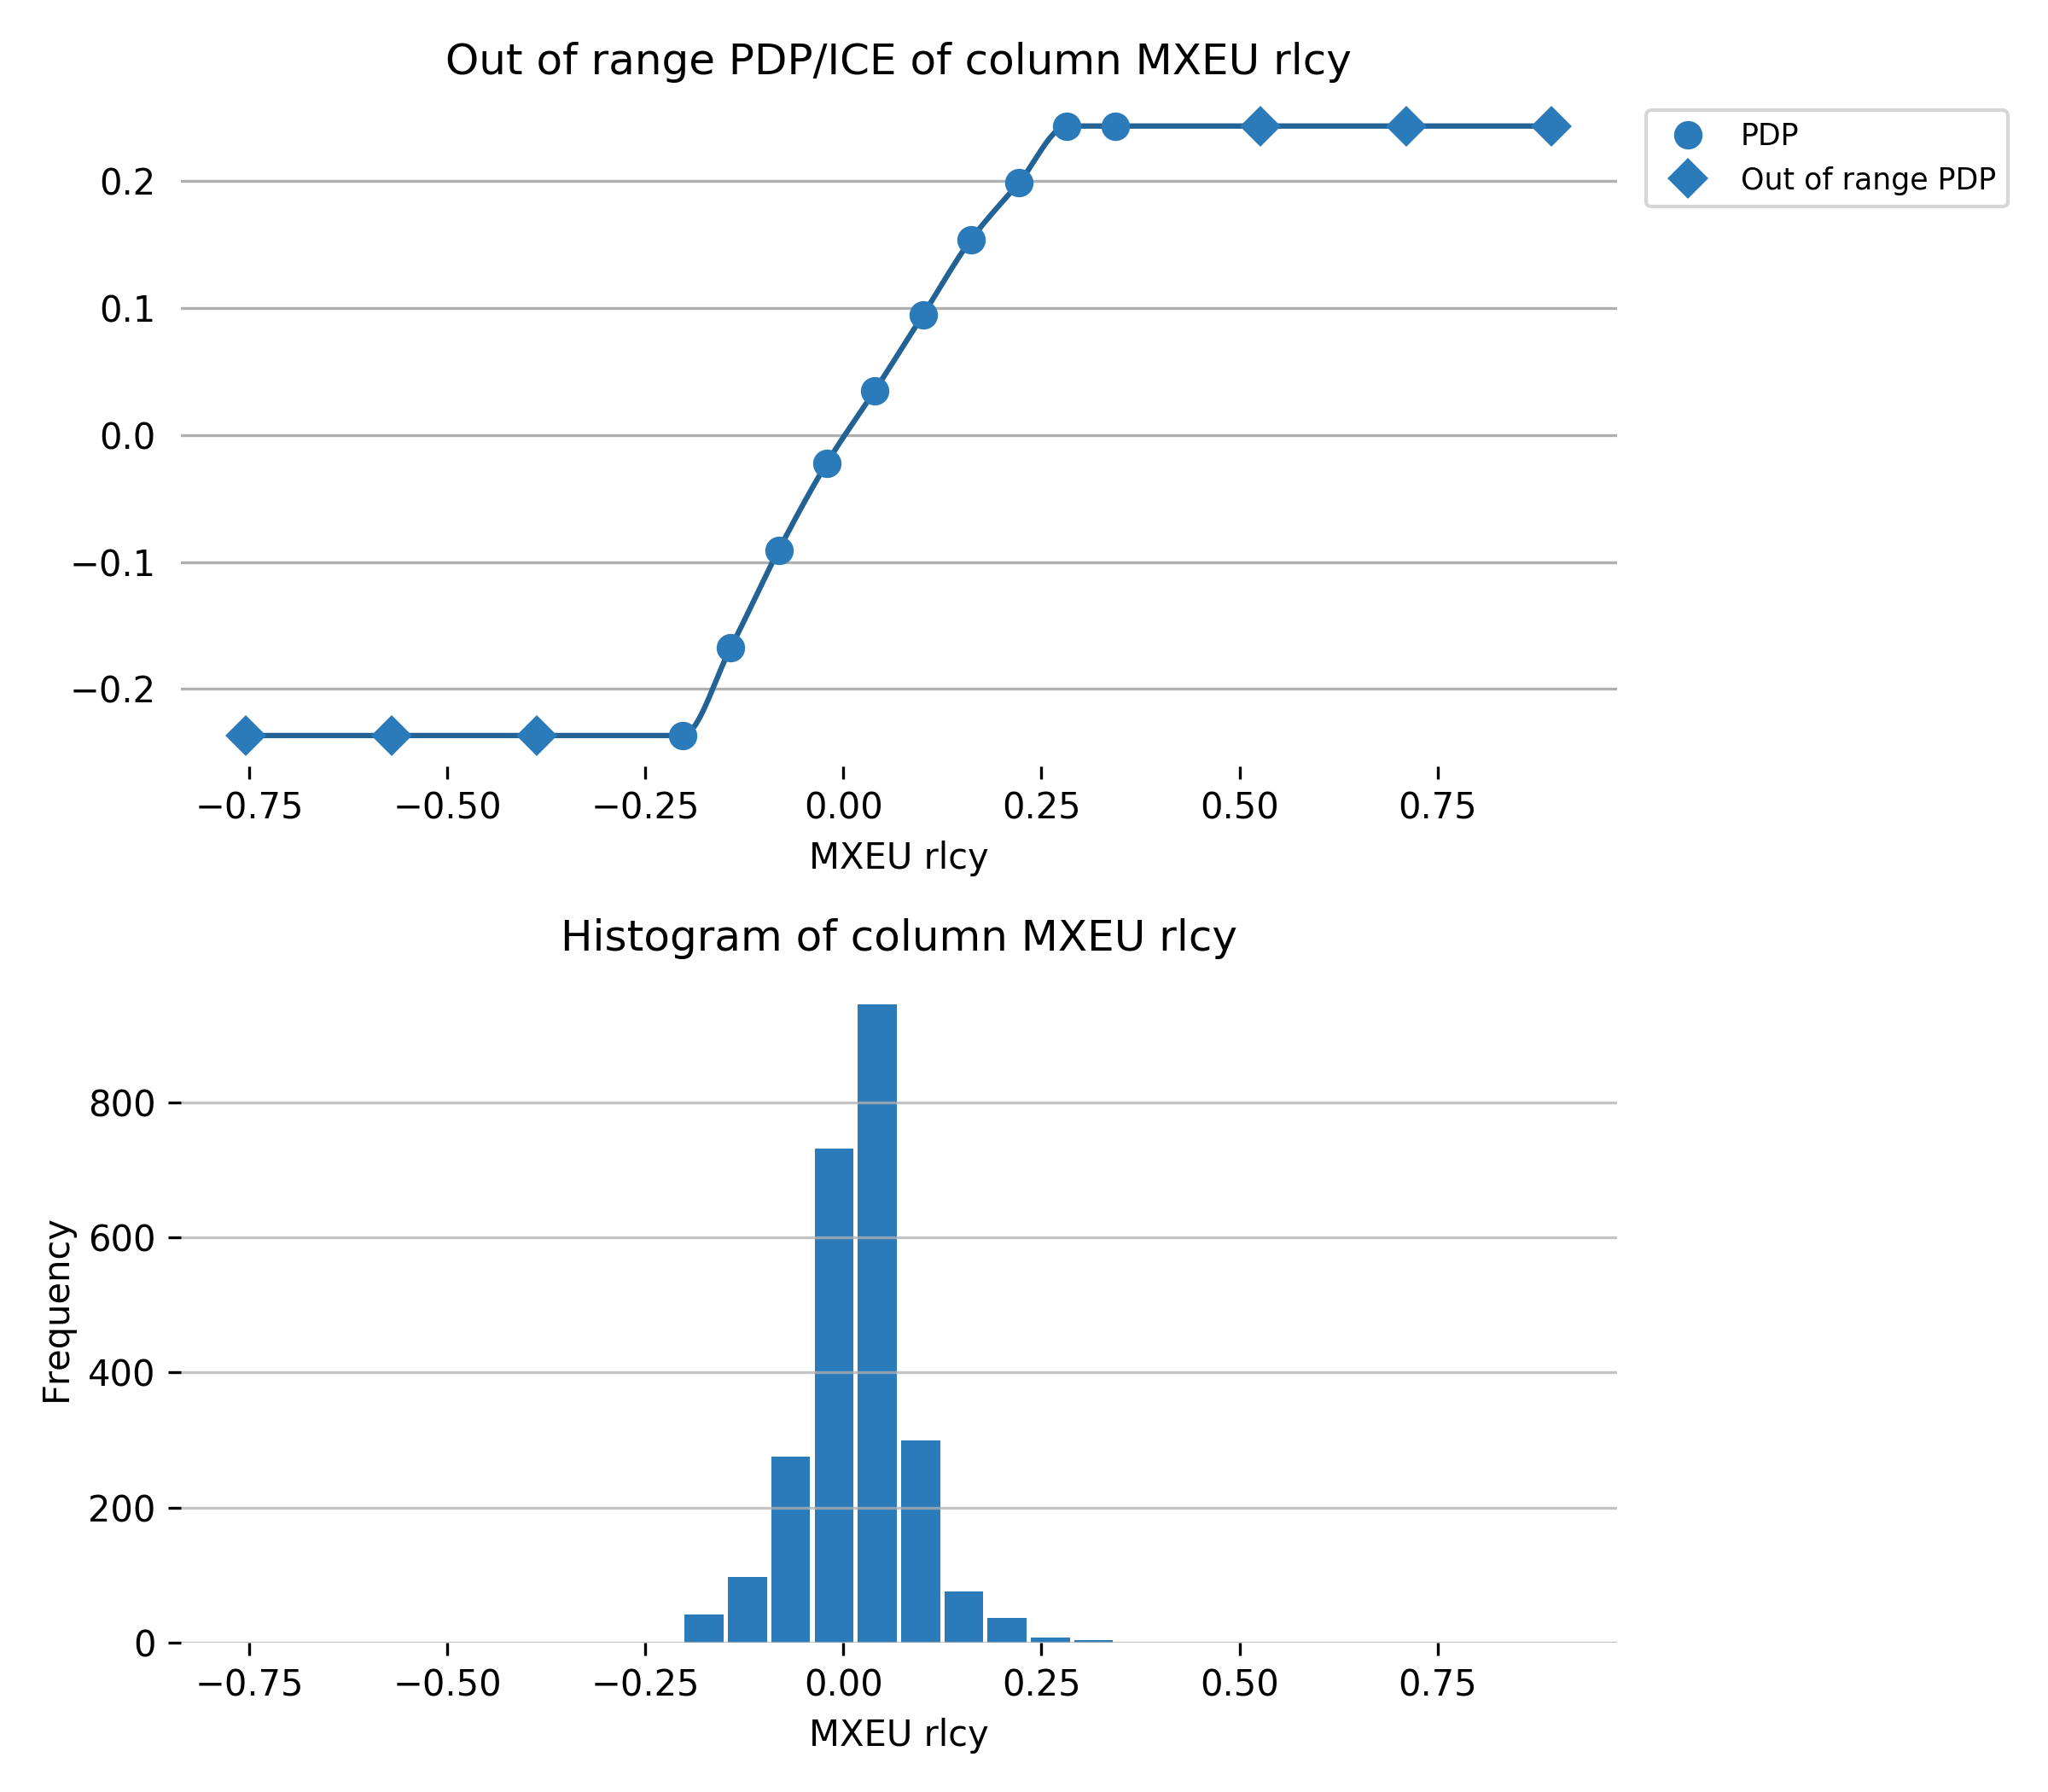 Out of range PDP/ICE of column MXEU rlcy
PDP
Out of range PDP
0.2
0.1
0.0
−0.1
−0.2
−0.75 −0.50 −0.25 0.00 0.25 0.50 0.75
MXEU rlcy
Histogram of column MXEU rlcy
800
600
400
200
0
Frequency
−0.75 −0.50 −0.25 0.00 0.25 0.50 0.75
MXEU rlcy